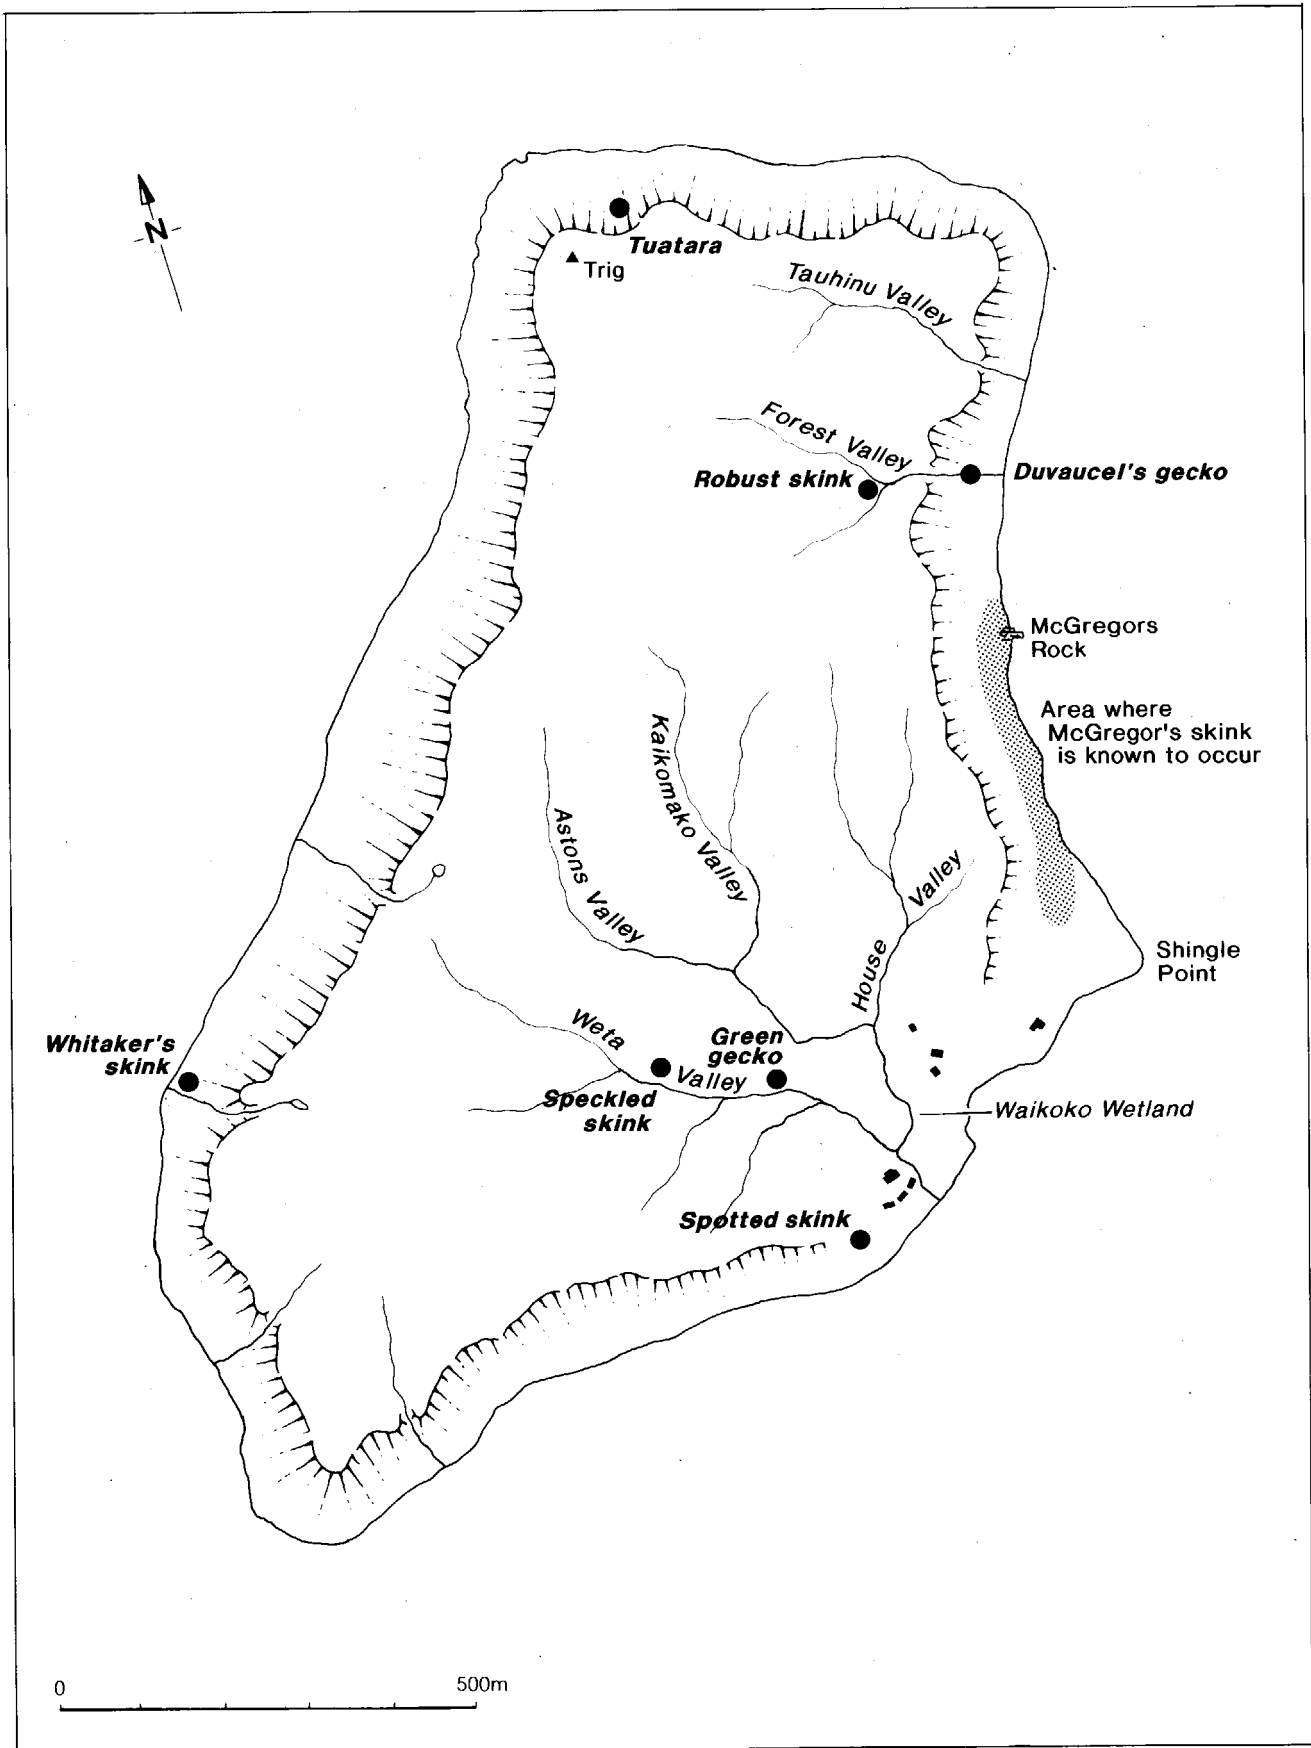 N
Tuatara
Trig
Tauhinu Valley
Forest Valley
Robust skink
Duvaucel's gecko
McGregors
Rock
Area where
McGregor's skink
is known to occur
Kaikomako Valley
Astons Valley
House Valley
Shingle
Point
Whitaker's
skink
Weta
Valley
Green
gecko
Speckled
skink
Waikoko Wetland
Spotted skink
0
500m